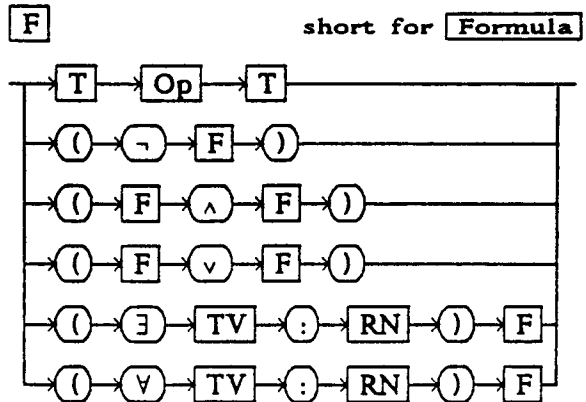 F short for Formula
T Op T
( ¬ F )
( F ∧ F )
( F ∨ F )
( ∃ TV : RN ) F
( ∀ TV : RN ) F